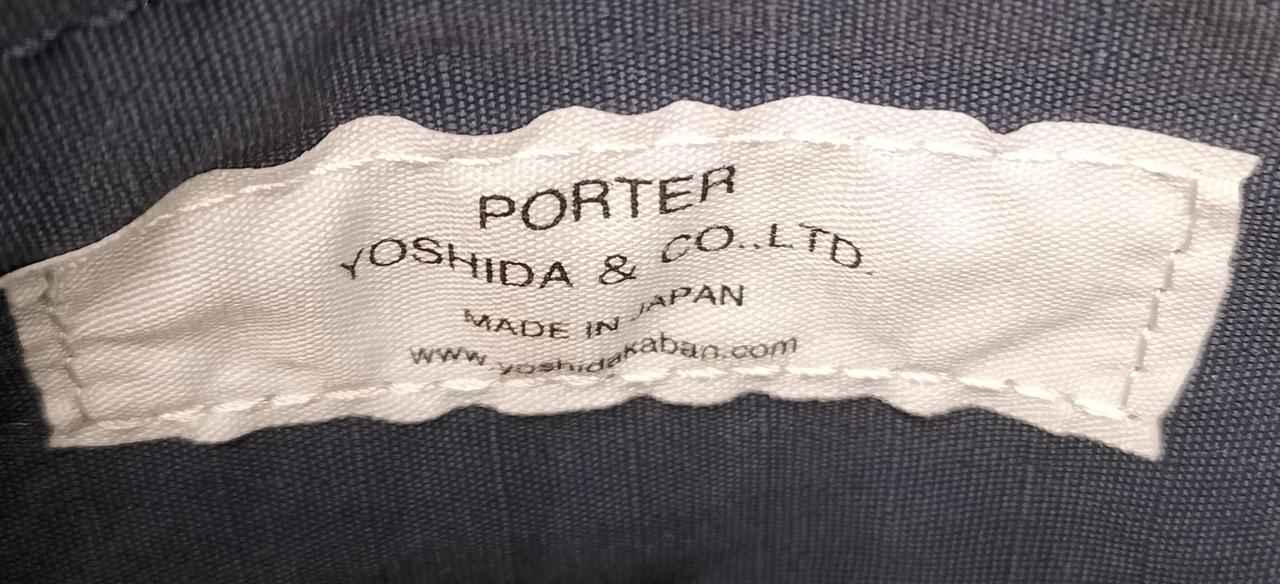 PORTER
YOSHIDA & CO.,LTD.
MADE IN JAPAN
www.yoshidakaban.com